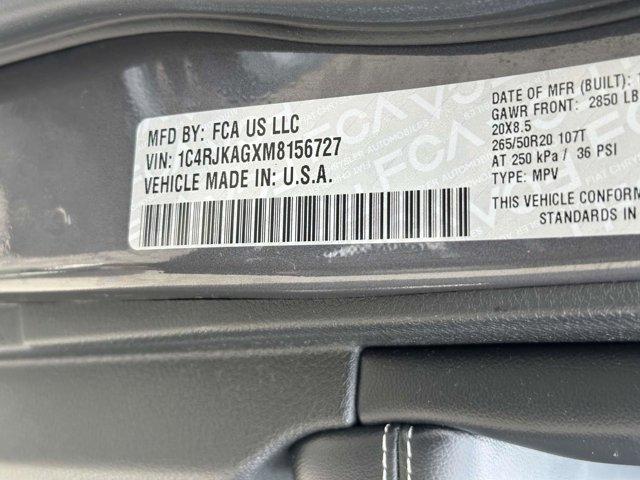 MFD BY: FCA US LLC
VIN: 1C4RJKAGXM8156727
VEHICLE MADE IN: U.S.A.
DATE OF MFR (BUILT):
GAWR FRONT: 2850 LB
20X8.5
265/50R20 107T
AT 250 kPa / 36 PSI
TYPE: MPV
THIS VEHICLE CONFORM
STANDARDS IN